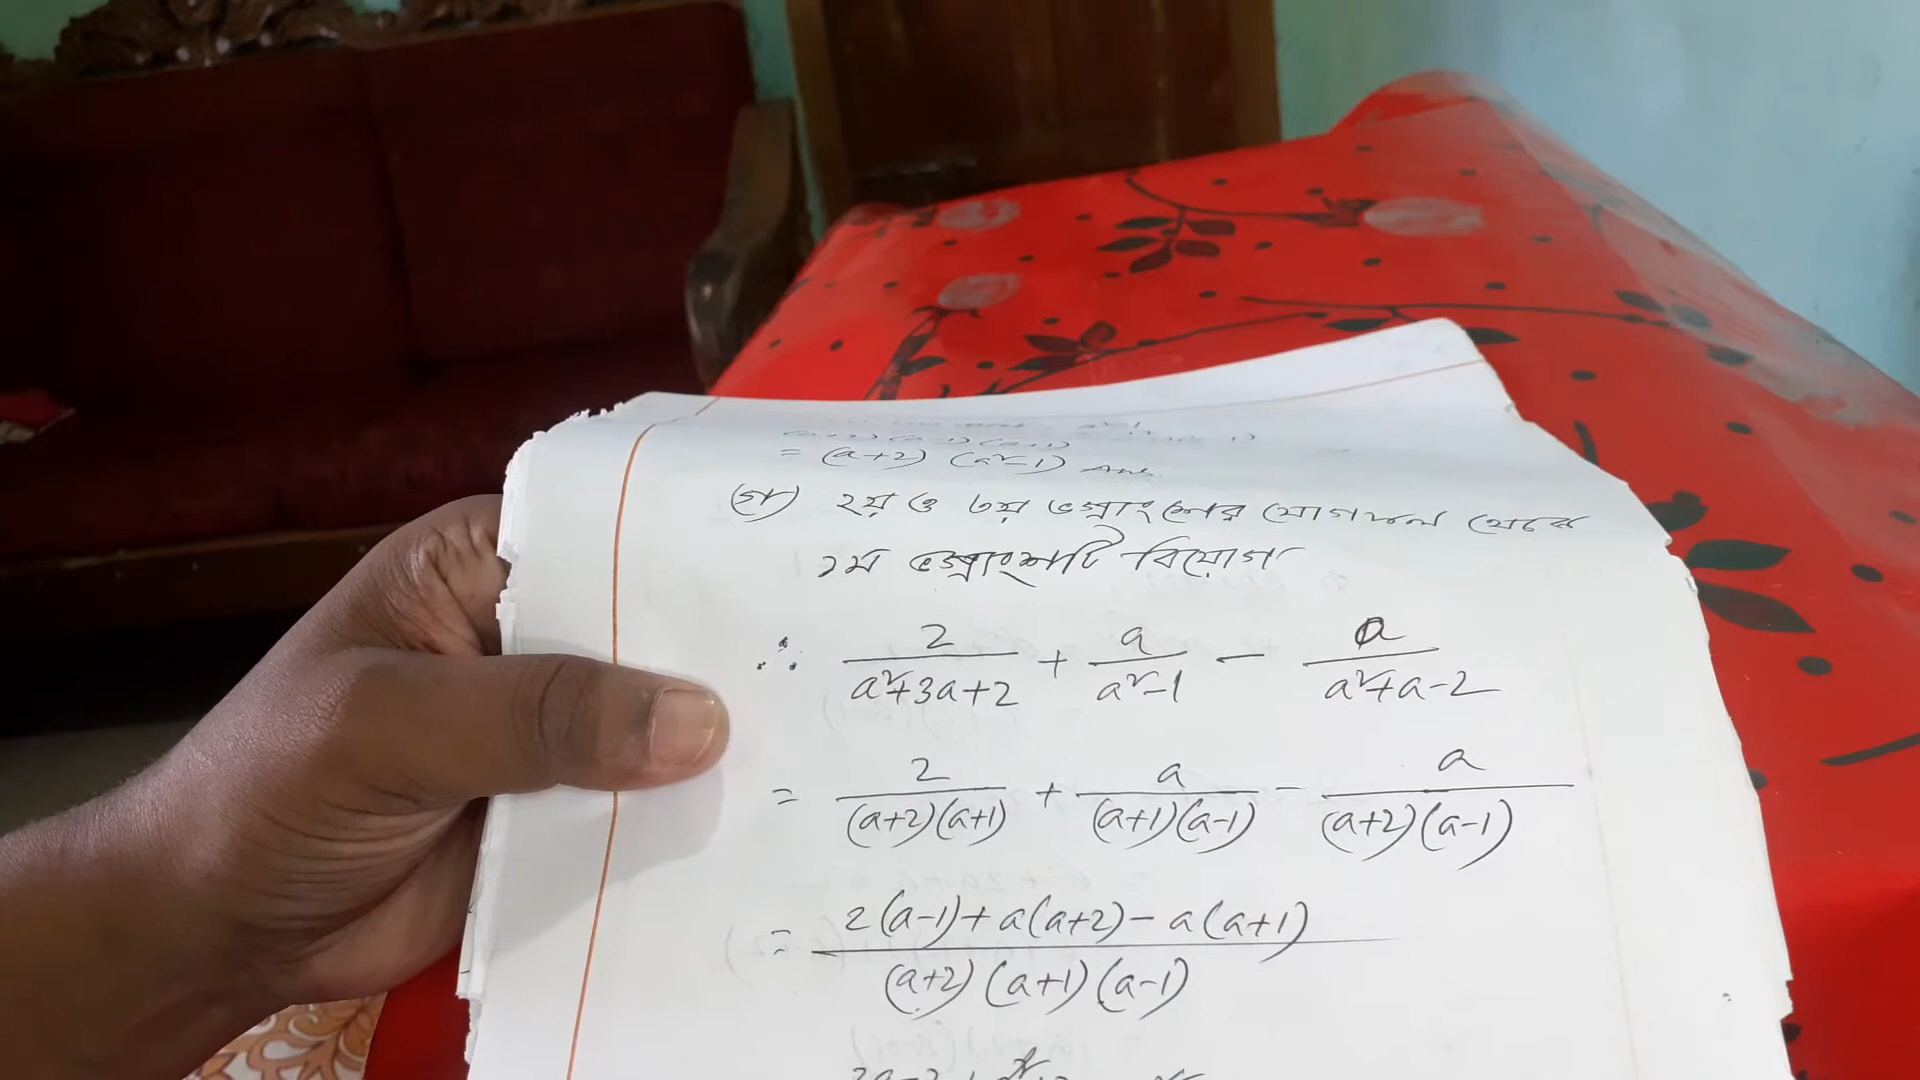 = (a+2) (a²-1) Ans.
(গ) ২য় ও ৩য় ভগ্নাংশের যোগফল থেকে
১ম ভগ্নাংশটি বিয়োগ
∴ 2/(a²+3a+2) + a/(a²-1) - a/(a²+a-2)
= 2/((a+2)(a+1)) + a/((a+1)(a-1)) - a/((a+2)(a-1))
= (2(a-1)+a(a+2)-a(a+1))/((a+2)(a+1)(a-1))